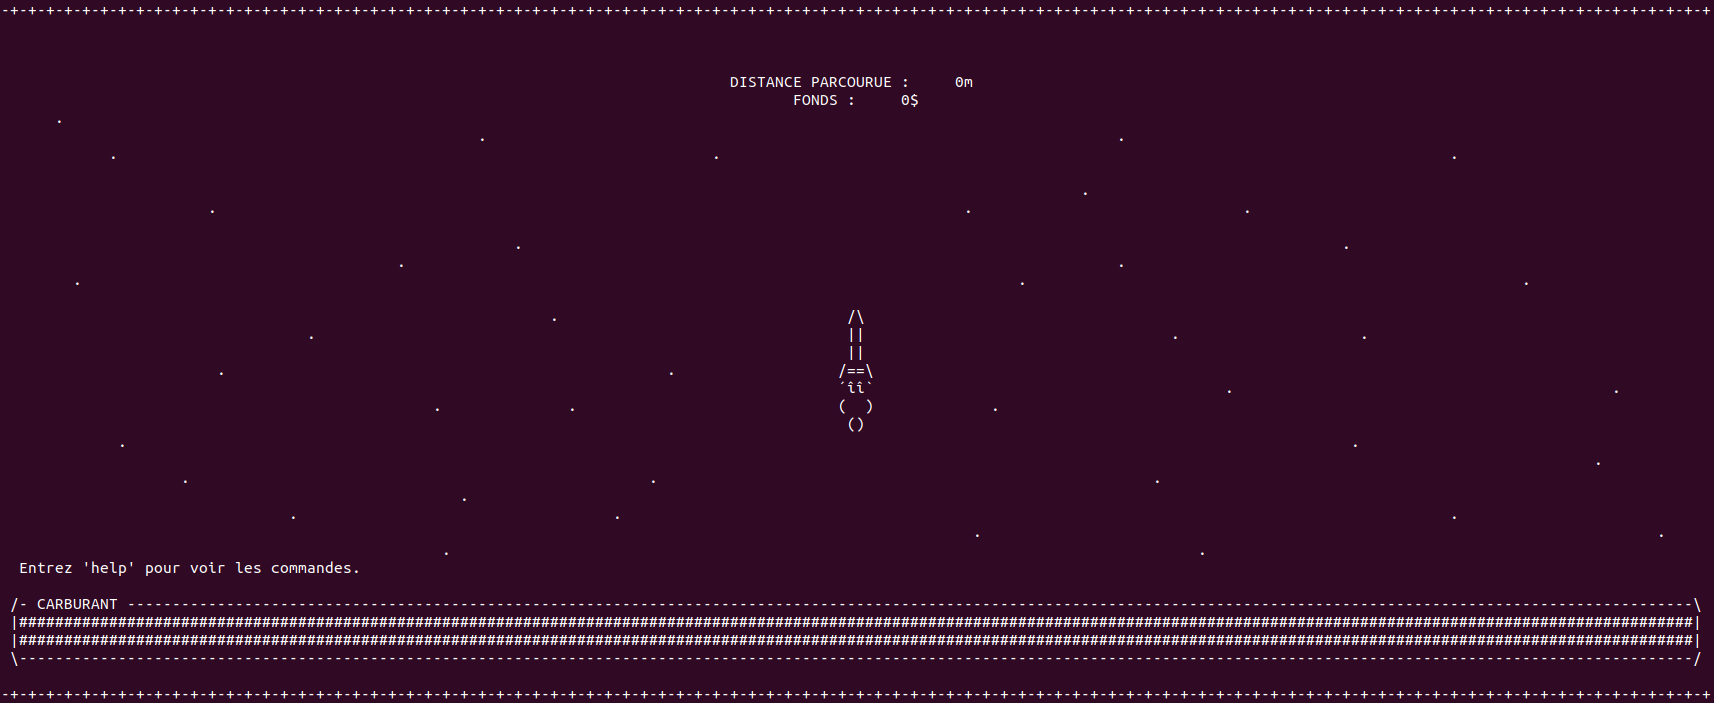 DISTANCE PARCOURUE : 0m
FONDS : 0$
Entrez 'help' pour voir les commandes.
CARBURANT